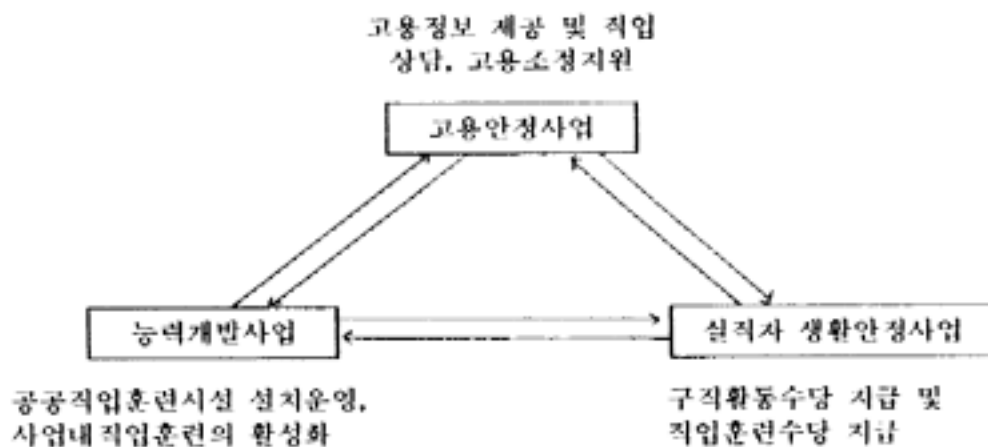 고용정보 제공 및 직업
상담, 고용조정지원
고용안정사업
능력개발사업
실직자 생활안정사업
공공직업훈련시설 설치운영,
사업내직업훈련의 활성화
구직활동수당 지급 및
직업훈련수당 지급